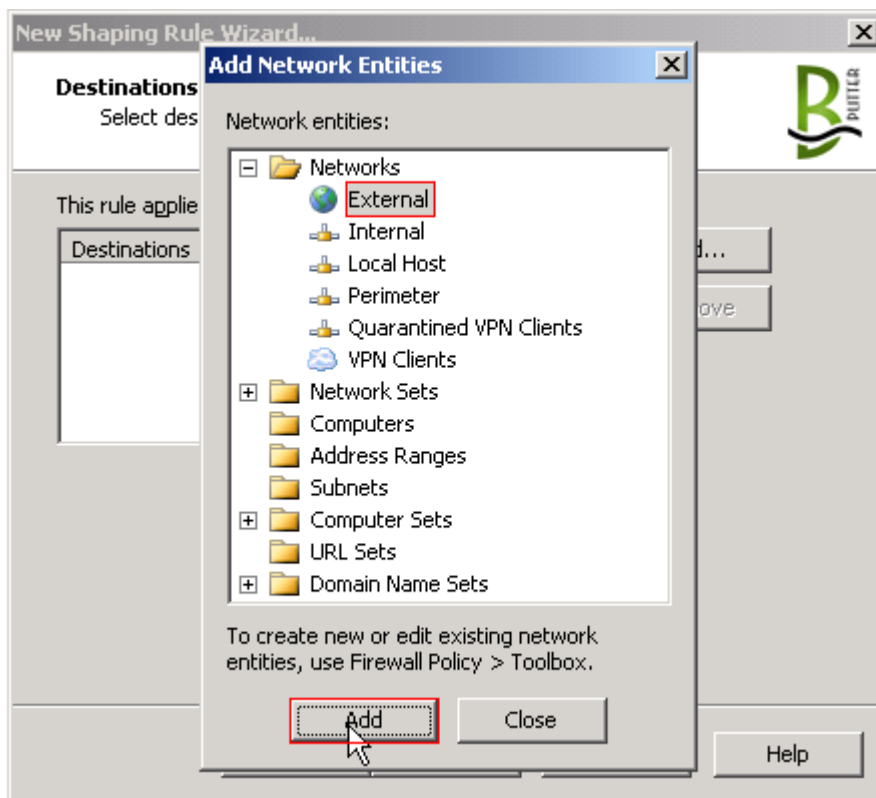 New Shaping Rule Wizard...
Add Network Entities
Destinations
Select des
PLITTER
Network entities:
Networks
External
Internal
Local Host
Perimeter
Quarantined VPN Clients
VPN Clients
Network Sets
Computers
Address Ranges
Subnets
Computer Sets
URL Sets
Domain Name Sets
This rule applie
Destinations
d...
ove
To create new or edit existing network
entities, use Firewall Policy > Toolbox.
Add
Close
Help